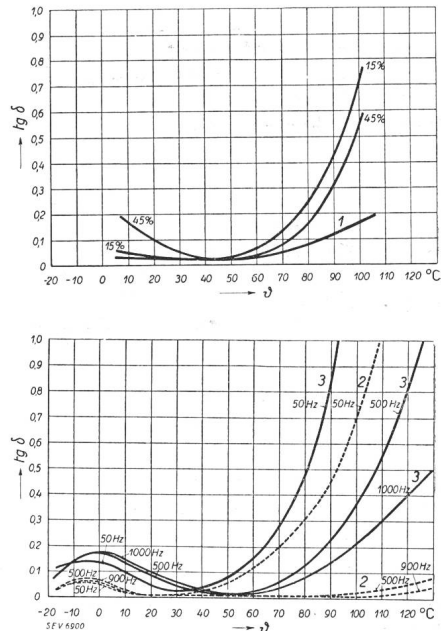 tg δ
1,0
0,9
0,8
0,7
0,6
0,5
0,4
0,3
0,2
0,1
0
15%
45%
45%
15%
1
-20 -10 0 10 20 30 40 50 60 70 80 90 100 °C 120
ϑ
tg δ
1,0
0,9
0,8
0,7
0,6
0,5
0,4
0,3
0,2
0,1
0
3 2 3
50 Hz 50 Hz 500 Hz
3
1000 Hz
50 Hz
1000 Hz
500 Hz
500 Hz
900 Hz
50 Hz
900 Hz
2 500 Hz
-20 -10 0 10 20 30 40 50 60 70 80 90 100 °C 120
SEV 6900
ϑ